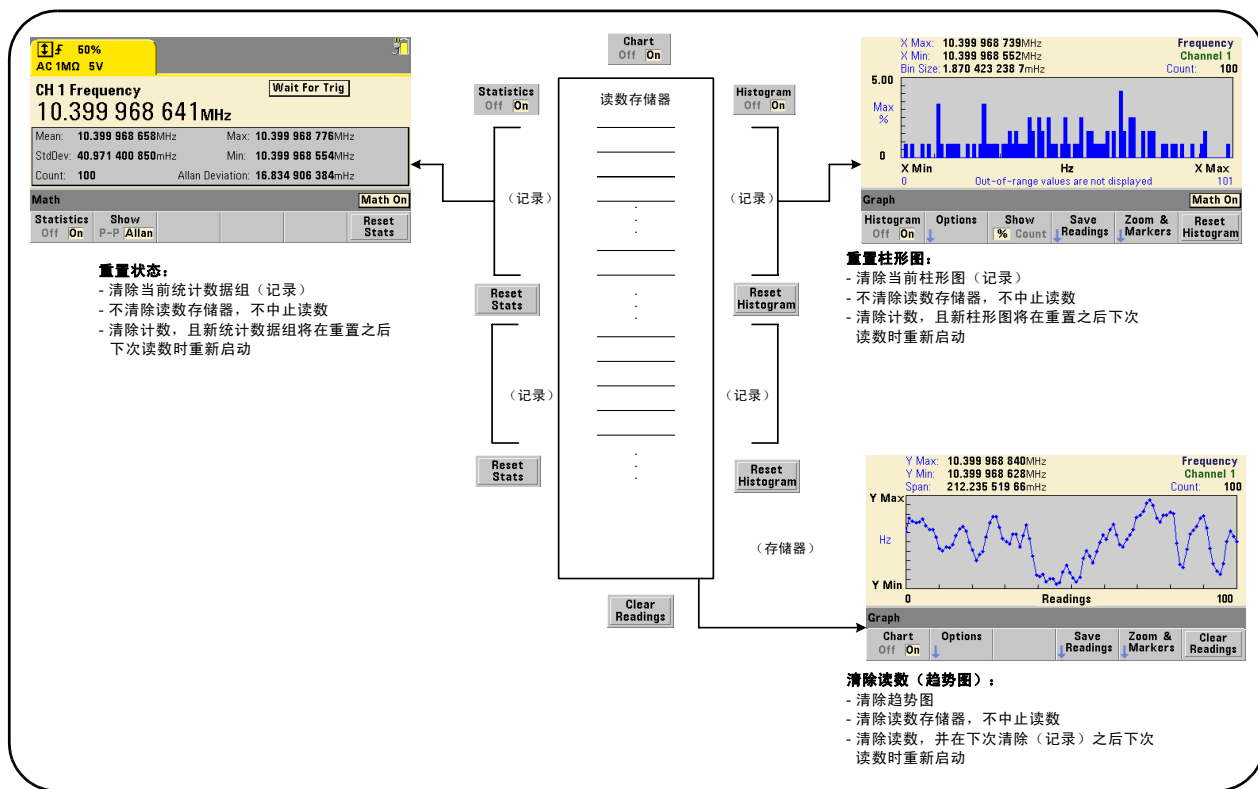 50%
AC 1MΩ 5V
CH 1 Frequency
Wait For Trig
10.399 968 641MHz
Mean: 10.399 968 658MHz Max: 10.399 968 776MHz
StdDev: 40.971 400 850mHz Min: 10.399 968 554MHz
Count: 100 Allan Deviation: 16.834 906 384mHz
Math Math On
Statistics Off On
Show P-P Allan
Reset Stats
重置状态：
- 清除当前统计数据组（记录）
- 不清除读数存储器，不中止读数
- 清除计数，且新统计数据组将在重置之后
下次读数时重新启动
Chart
Off On
Statistics
Off On
读数存储器
Histogram
Off On
（记录）
（记录）
Reset
Stats
Reset
Histogram
（记录）
（记录）
Reset
Stats
Reset
Histogram
（存储器）
Clear
Readings
X Max: 10.399 968 739MHz Frequency
X Min: 10.399 968 552MHz Channel 1
Bin Size: 1.870 423 238 7mHz Count: 100
5.00
Max
%
0
X Min Hz X Max
0 Out-of-range values are not displayed 101
Graph Math On
Histogram Off On
Options
Show % Count
Save Readings
Zoom & Markers
Reset Histogram
重置柱形图：
- 清除当前柱形图（记录）
- 不清除读数存储器，不中止读数
- 清除计数，且新柱形图将在重置之后下次
读数时重新启动
Y Max: 10.399 968 840MHz Frequency
Y Min: 10.399 968 628MHz Channel 1
Span: 212.235 519 66mHz Count: 100
Y Max
Hz
Y Min
0 Readings 100
Graph
Chart Off On
Options
Save Readings
Zoom & Markers
Clear Readings
清除读数（趋势图）：
- 清除趋势图
- 清除读数存储器，不中止读数
- 清除读数，并在下次清除（记录）之后下次
读数时重新启动